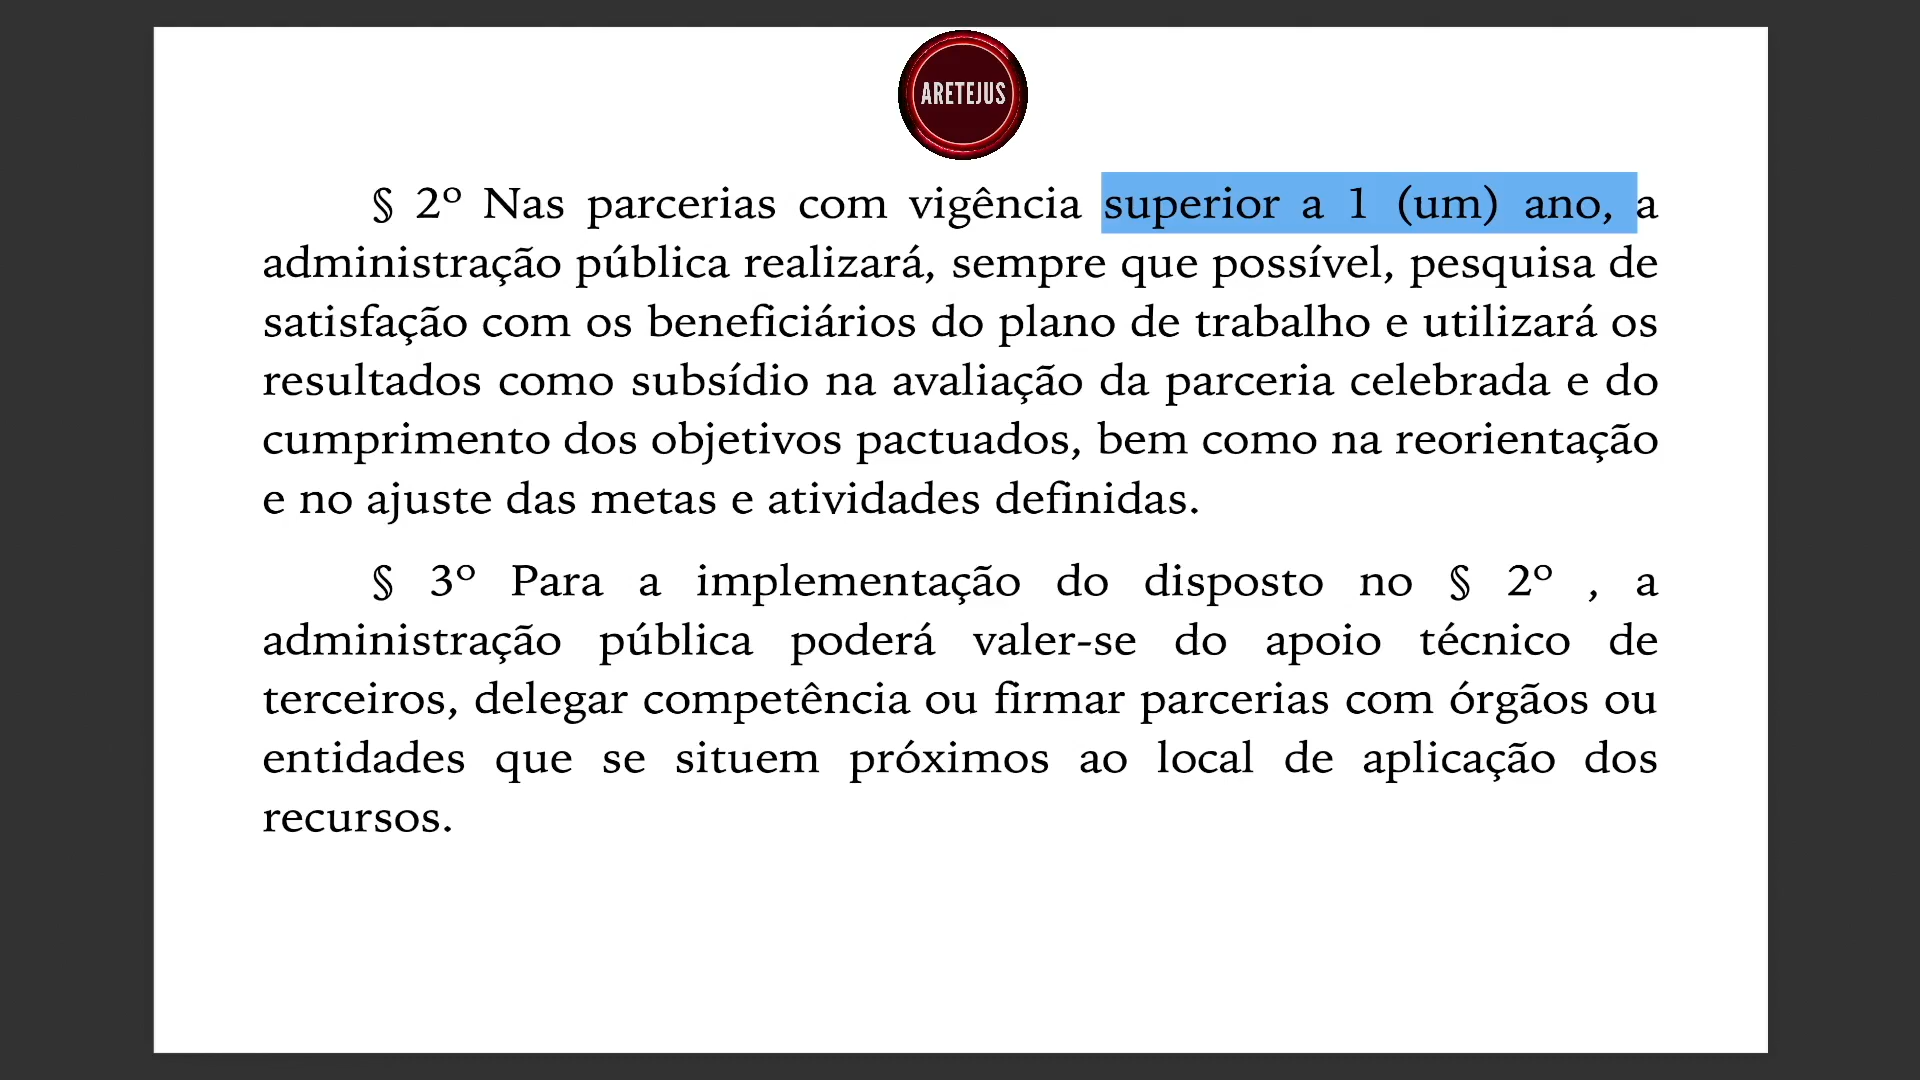 ARETEJUS
§ 2º Nas parcerias com vigência superior a 1 (um) ano, a
administração pública realizará, sempre que possível, pesquisa de
satisfação com os beneficiários do plano de trabalho e utilizará os
resultados como subsídio na avaliação da parceria celebrada e do
cumprimento dos objetivos pactuados, bem como na reorientação
e no ajuste das metas e atividades definidas.
§ 3º Para a implementação do disposto no § 2º , a
administração pública poderá valer-se do apoio técnico de
terceiros, delegar competência ou firmar parcerias com órgãos ou
entidades que se situem próximos ao local de aplicação dos
recursos.